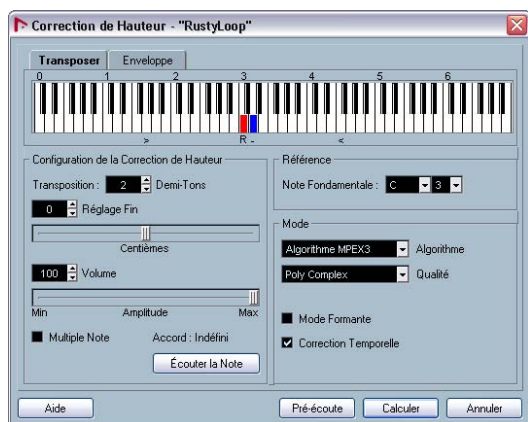 Correction de Hauteur - "RustyLoop"
Transposer Enveloppe
0 1 2 3 4 5 6
> R - <
Configuration de la Correction de Hauteur
Transposition : 2 Demi-Tons
0 Réglage Fin
Centièmes
100 Volume
Min Amplitude Max
Multiple Note Accord : Indéfini
Écouter la Note
Référence
Note Fondamentale : C 3
Mode
Algorithme MPEX3 Algorithme
Poly Complex Qualité
Mode Formante
Correction Temporelle
Aide Pré-écoute Calculer Annuler